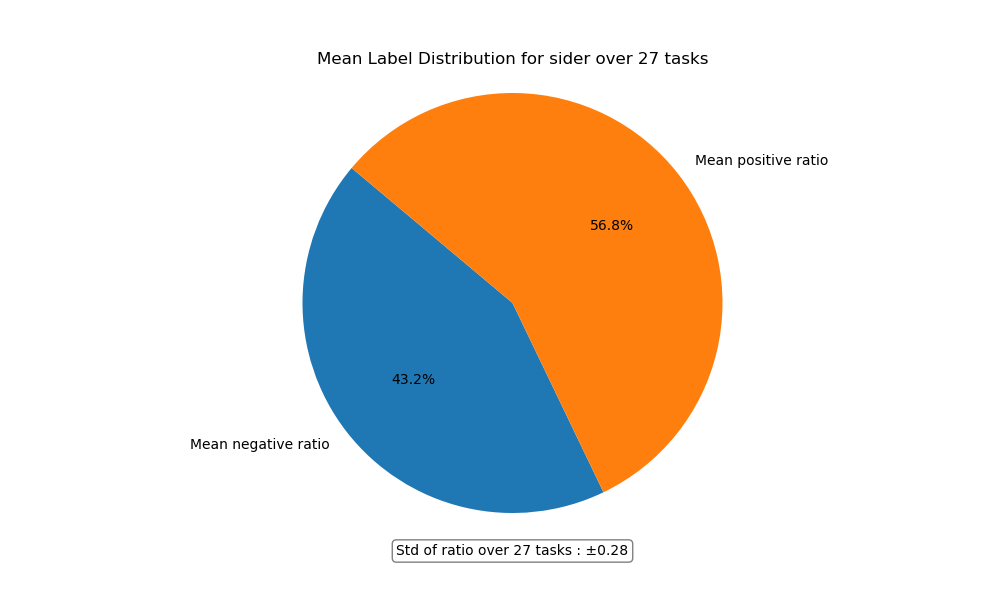 Mean Label Distribution for sider over 27 tasks
Mean positive ratio
56.8%
43.2%
Mean negative ratio
Std of ratio over 27 tasks : ±0.28